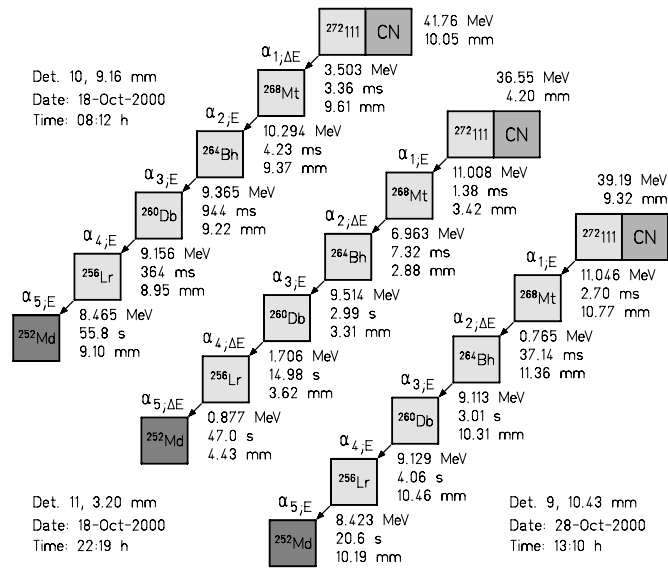 ²⁷²111 CN
41.76 MeV
10.05 mm
α₁;ΔE
3.503 MeV
3.36 ms
9.61 mm
Det. 10, 9.16 mm
Date: 18-Oct-2000
Time: 08:12 h
²⁶⁸Mt
α₂;E
10.294 MeV
4.23 ms
9.37 mm
²⁶⁴Bh
α₃;E
9.365 MeV
944 ms
9.22 mm
²⁶⁰Db
α₄;E
9.156 MeV
364 ms
8.95 mm
²⁵⁶Lr
α₅;E
8.465 MeV
55.8 s
9.10 mm
²⁵²Md
36.55 MeV
4.20 mm
²⁷²111 CN
α₁;E
11.008 MeV
1.38 ms
3.42 mm
²⁶⁸Mt
α₂;ΔE
6.963 MeV
7.32 ms
2.88 mm
²⁶⁴Bh
α₃;E
9.514 MeV
2.99 s
3.31 mm
²⁶⁰Db
α₄;ΔE
1.706 MeV
14.98 s
3.62 mm
²⁵⁶Lr
α₅;ΔE
0.877 MeV
47.0 s
4.43 mm
²⁵²Md
Det. 11, 3.20 mm
Date: 18-Oct-2000
Time: 22:19 h
39.19 MeV
9.32 mm
²⁷²111 CN
α₁;E
11.046 MeV
2.70 ms
10.77 mm
²⁶⁸Mt
α₂;ΔE
0.765 MeV
37.14 ms
11.36 mm
²⁶⁴Bh
α₃;E
9.113 MeV
3.01 s
10.31 mm
²⁶⁰Db
α₄;E
9.129 MeV
4.06 s
10.46 mm
²⁵⁶Lr
α₅;E
8.423 MeV
20.6 s
10.19 mm
²⁵²Md
Det. 9, 10.43 mm
Date: 28-Oct-2000
Time: 13:10 h